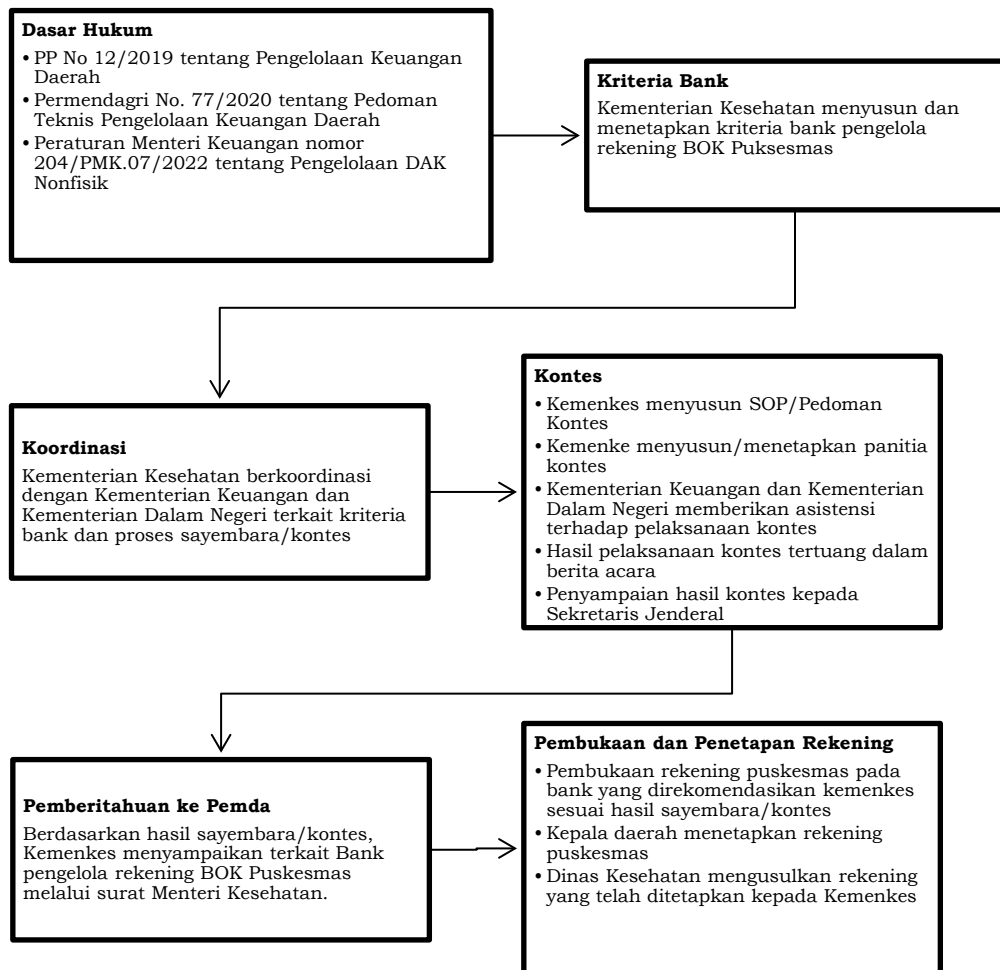 Dasar Hukum
• PP No 12/2019 tentang Pengelolaan Keuangan
Daerah
• Permendagri No. 77/2020 tentang Pedoman
Teknis Pengelolaan Keuangan Daerah
• Peraturan Menteri Keuangan nomor
204/PMK.07/2022 tentang Pengelolaan DAK
Nonfisik
Kriteria Bank
Kementerian Kesehatan menyusun dan
menetapkan kriteria bank pengelola
rekening BOK Puksesmas
Koordinasi
Kementerian Kesehatan berkoordinasi
dengan Kementerian Keuangan dan
Kementerian Dalam Negeri terkait kriteria
bank dan proses sayembara/kontes
Kontes
• Kemenkes menyusun SOP/Pedoman
Kontes
• Kemenke menyusun/menetapkan panitia
kontes
• Kementerian Keuangan dan Kementerian
Dalam Negeri memberikan asistensi
terhadap pelaksanaan kontes
• Hasil pelaksanaan kontes tertuang dalam
berita acara
• Penyampaian hasil kontes kepada
Sekretaris Jenderal
Pemberitahuan ke Pemda
Berdasarkan hasil sayembara/kontes,
Kemenkes menyampaikan terkait Bank
pengelola rekening BOK Puskesmas
melalui surat Menteri Kesehatan.
Pembukaan dan Penetapan Rekening
• Pembukaan rekening puskesmas pada
bank yang direkomendasikan kemenkes
sesuai hasil sayembara/kontes
• Kepala daerah menetapkan rekening
puskesmas
• Dinas Kesehatan mengusulkan rekening
yang telah ditetapkan kepada Kemenkes